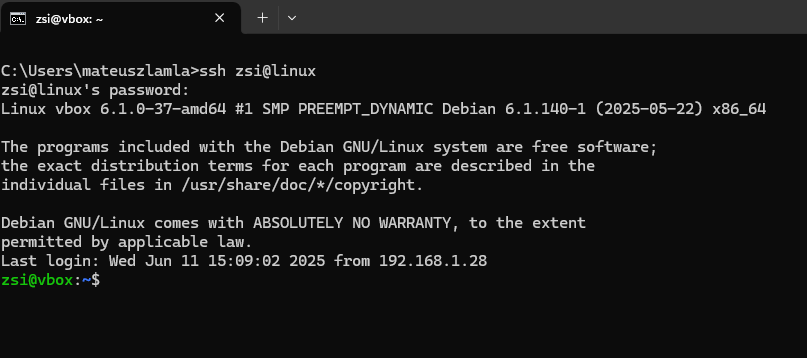 zsi@vbox: ~
C:\Users\mateuszlamla>ssh zsi@linux
zsi@linux's password:
Linux vbox 6.1.0-37-amd64 #1 SMP PREEMPT_DYNAMIC Debian 6.1.140-1 (2025-05-22) x86_64
The programs included with the Debian GNU/Linux system are free software;
the exact distribution terms for each program are described in the
individual files in /usr/share/doc/*/copyright.
Debian GNU/Linux comes with ABSOLUTELY NO WARRANTY, to the extent
permitted by applicable law.
Last login: Wed Jun 11 15:09:02 2025 from 192.168.1.28
zsi@vbox:~$